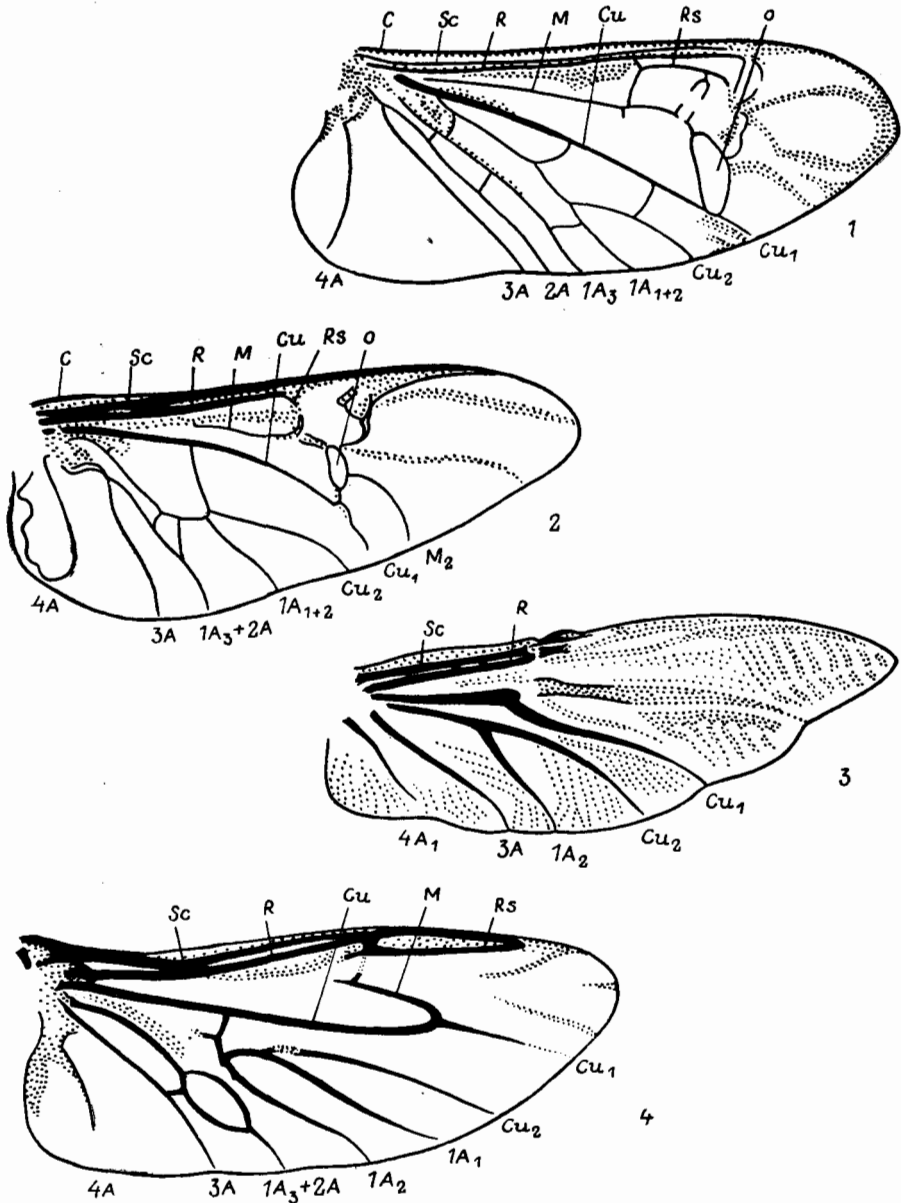 C Sc R M Cu Rs O
4A 3A 2A 1A3 1A1+2 Cu2 Cu1
1
C Sc R M Cu Rs O
4A 3A 1A3+2A 1A1+2 Cu2 Cu1 M2
2
Sc R
4A1 3A 1A2 Cu2 Cu1
3
Sc R Cu M Rs
4A 3A 1A3+2A 1A2 1A1 Cu2 Cu1
4